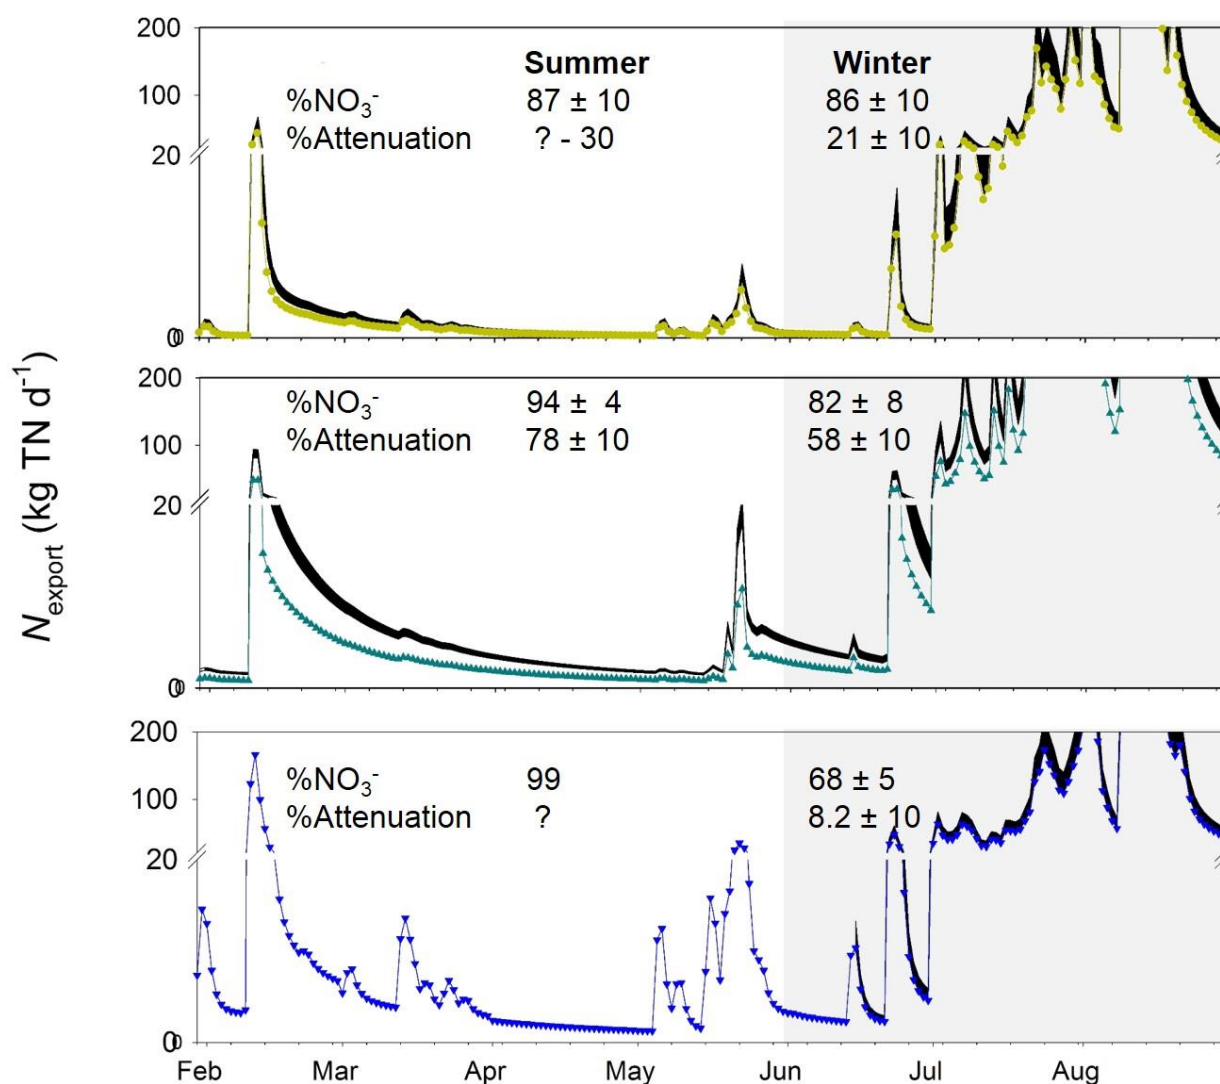 200
Summer Winter
%NO₃⁻ 87 ± 10 86 ± 10
100
%Attenuation ? - 30 21 ± 10
20
0
200
%NO₃⁻ 94 ± 4 82 ± 8
%Attenuation 78 ± 10 58 ± 10
100
20
0
N export (kg TN d⁻¹)
200
%NO₃⁻ 99 68 ± 5
100
%Attenuation ? 8.2 ± 10
20
0
Feb Mar Apr May Jun Jul Aug